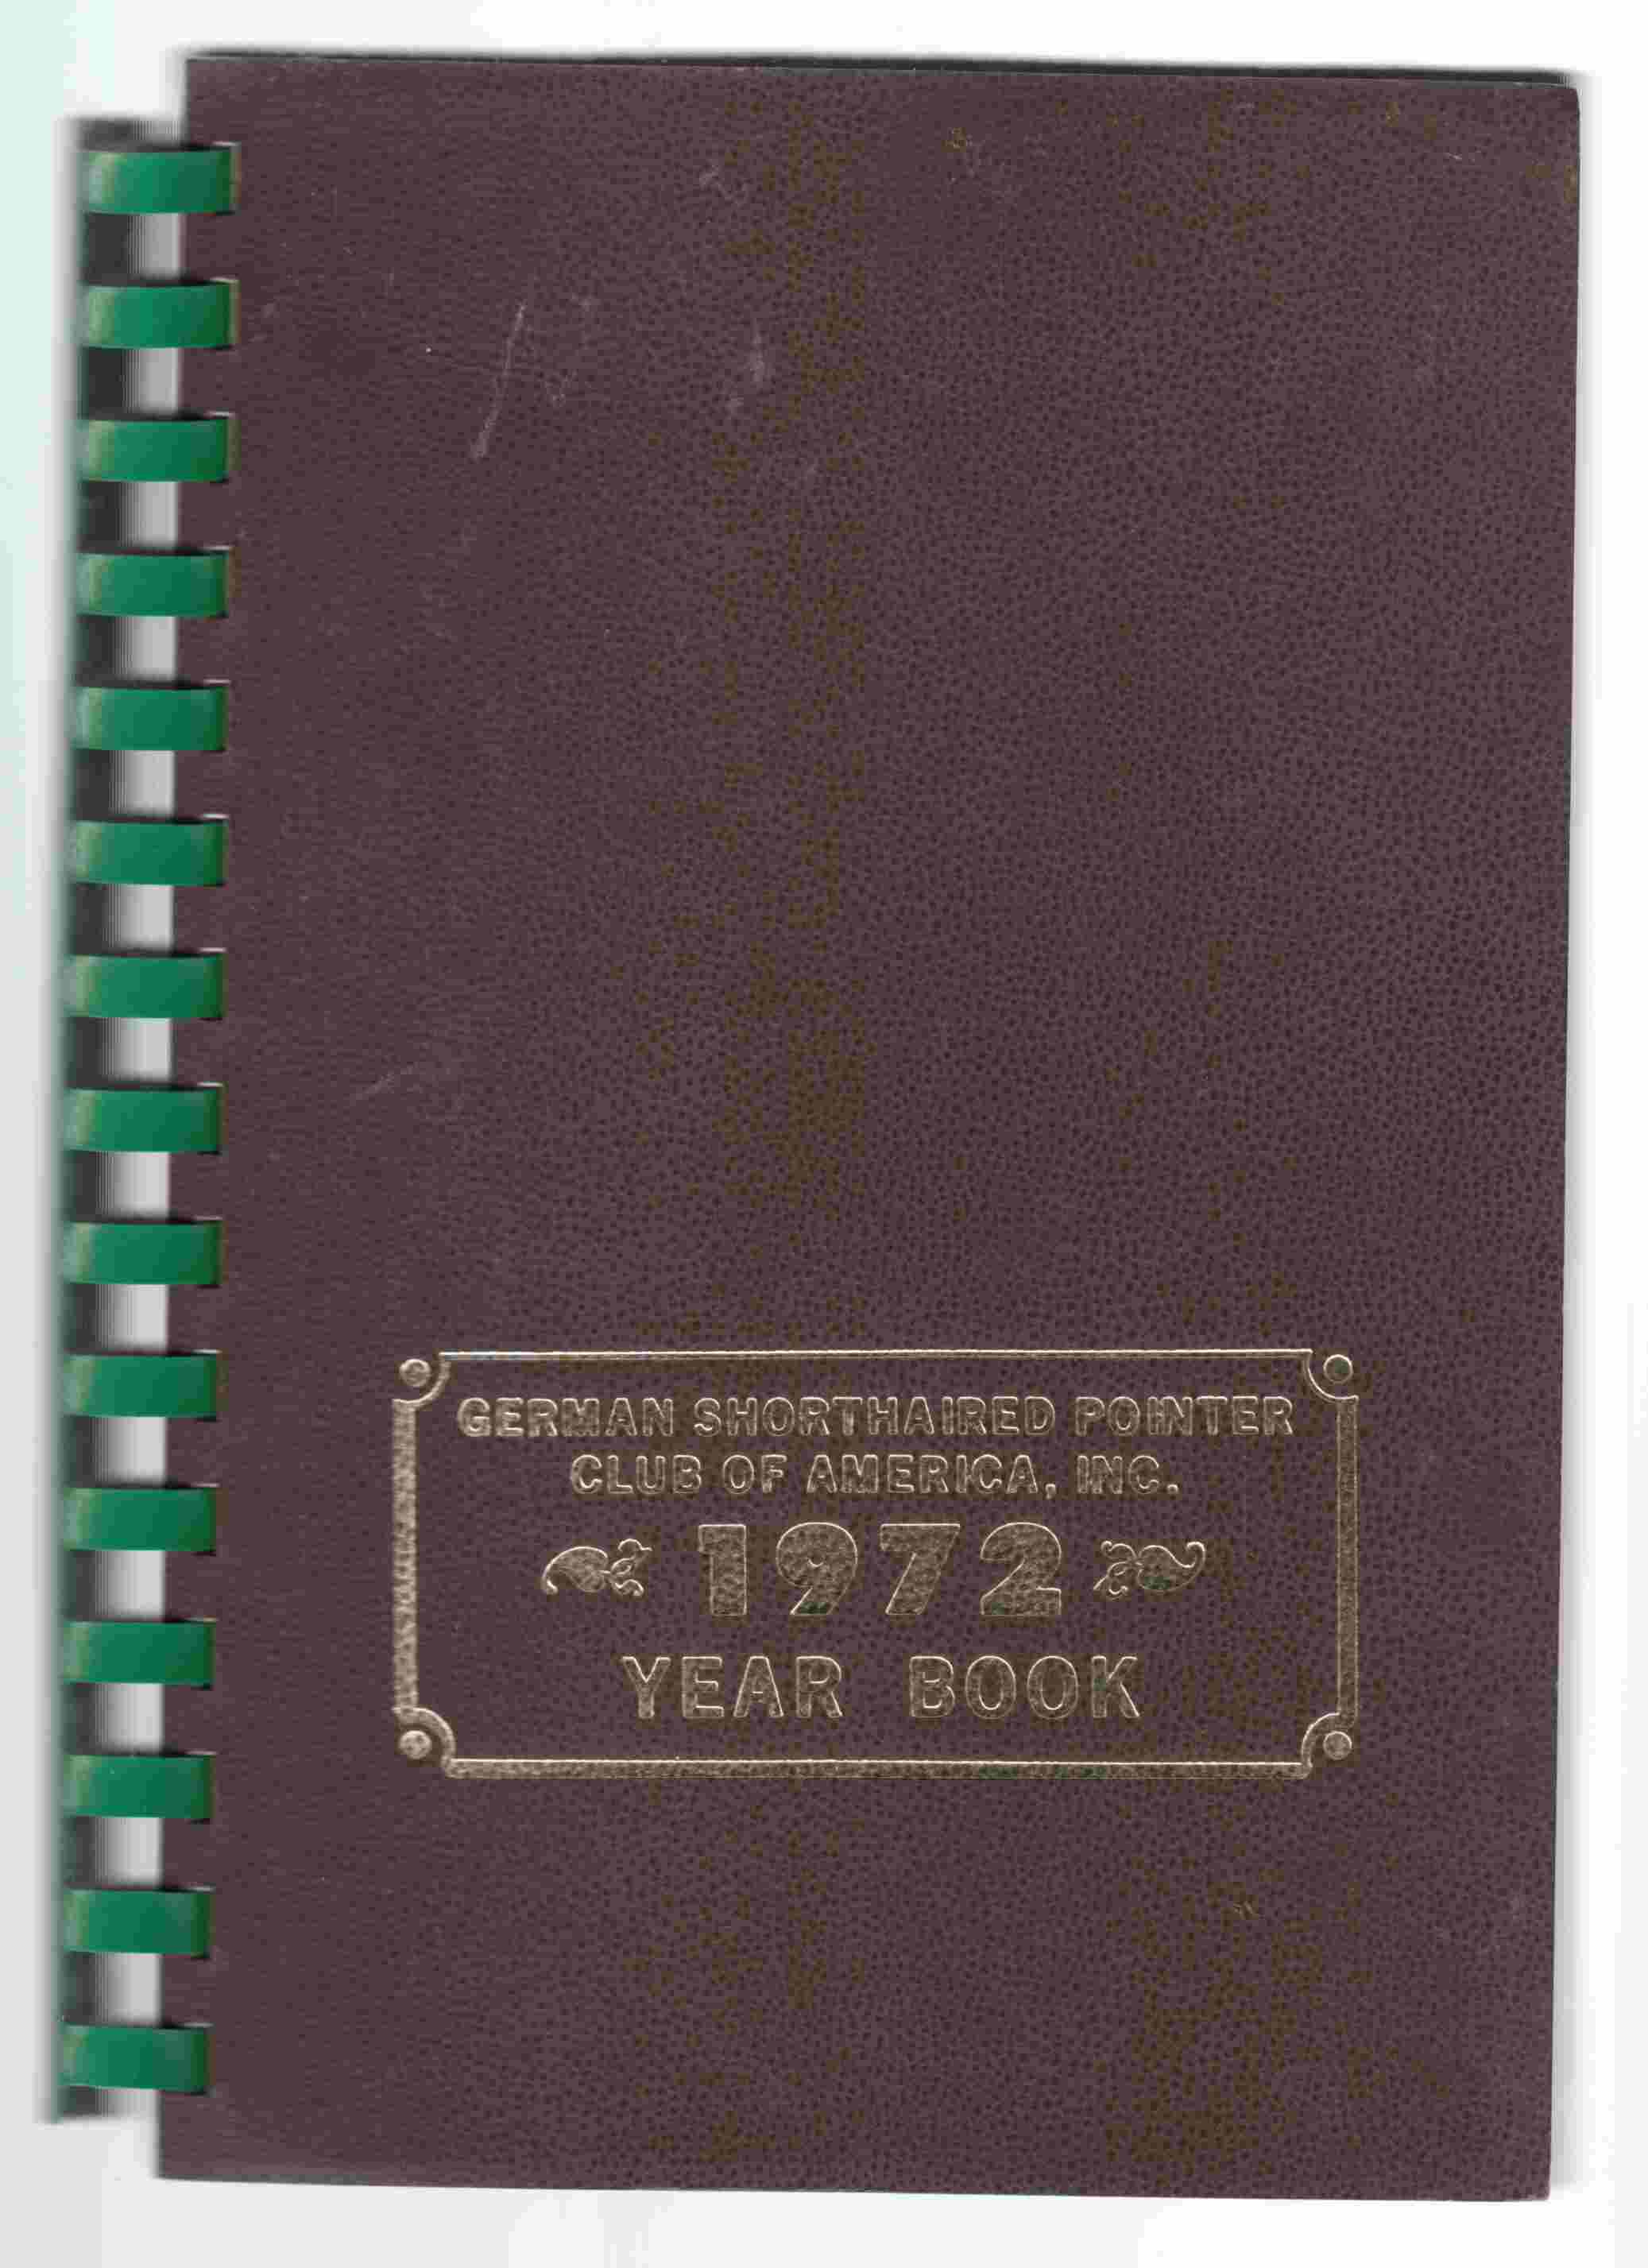 GERMAN SHORTHAIRED POINTER
CLUB OF AMERICA, INC.
1972
YEAR BOOK